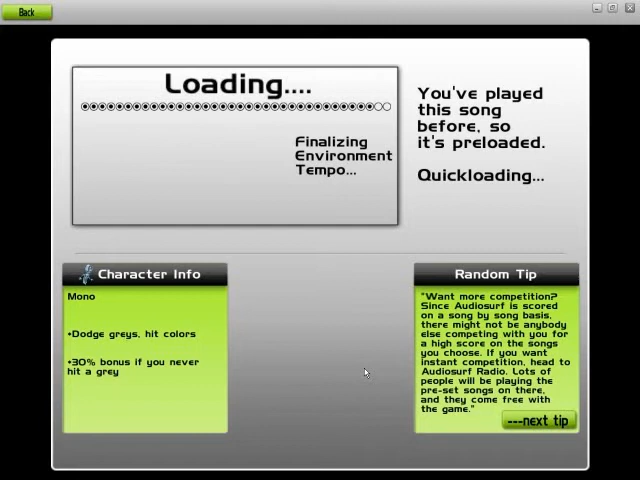 Back
Loading....
Finalizing
Environment
Tempo...
You've played
this song
before, so
it's preloaded.
Quickloading...
Character Info
Mono
•Dodge greys, hit colors
•30% bonus if you never
hit a grey
Random Tip
"Want more competition?
Since Audiosurf is scored
on a song by song basis,
there might not be anybody
else competing with you for
a high score on the songs
you choose. If you want
instant competition, head to
Audiosurf Radio. Lots of
people will be playing the
pre-set songs on there,
and they come free with
the game."
---next tip